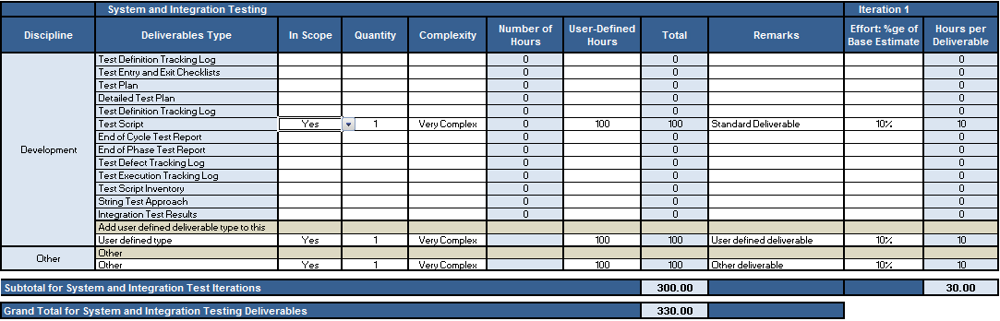 System and Integration Testing Iteration 1
Discipline Deliverables Type In Scope Quantity Complexity Number of Hours User-Defined Hours Total Remarks Effort: %ge of Base Estimate Hours per Deliverable
Test Definition Tracking Log 0 0 0
Test Entry and Exit Checklists 0 0 0
Test Plan 0 0 0
Detailed Test Plan 0 0 0
Test Definition Tracking Log 0 0 0
Test Script Yes 1 Very Complex 0 100 100 Standard Deliverable 10% 10
End of Cycle Test Report 0 0 0
Development End of Phase Test Report 0 0 0
Test Defect Tracking Log 0 0 0
Test Execution Tracking Log 0 0 0
Test Script Inventory 0 0 0
String Test Approach 0 0 0
Integration Test Results 0 0 0
Add user defined deliverable type to this
User defined type Yes 1 Very Complex 100 100 User defined deliverable 10% 10
Other Other
Other Yes 1 Very Complex 100 100 Other deliverable 10% 10
Subtotal for System and Integration Test Iterations 300.00 30.00
Grand Total for System and Integration Testing Deliverables 330.00